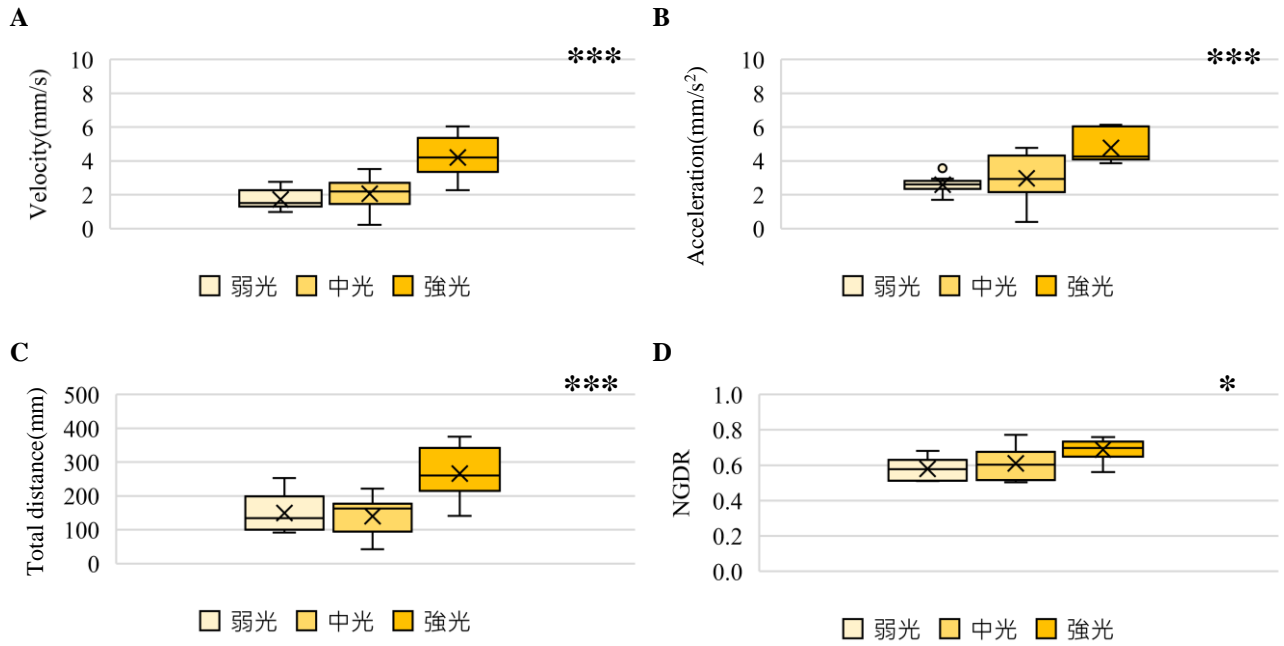 A
***
Velocity(mm/s)
10
8
6
4
2
0
弱光 中光 強光
B
***
Acceleration(mm/s²)
10
8
6
4
2
0
弱光 中光 強光
C
***
Total distance(mm)
500
400
300
200
100
0
弱光 中光 強光
D
*
NGDR
1.0
0.8
0.6
0.4
0.2
0.0
弱光 中光 強光